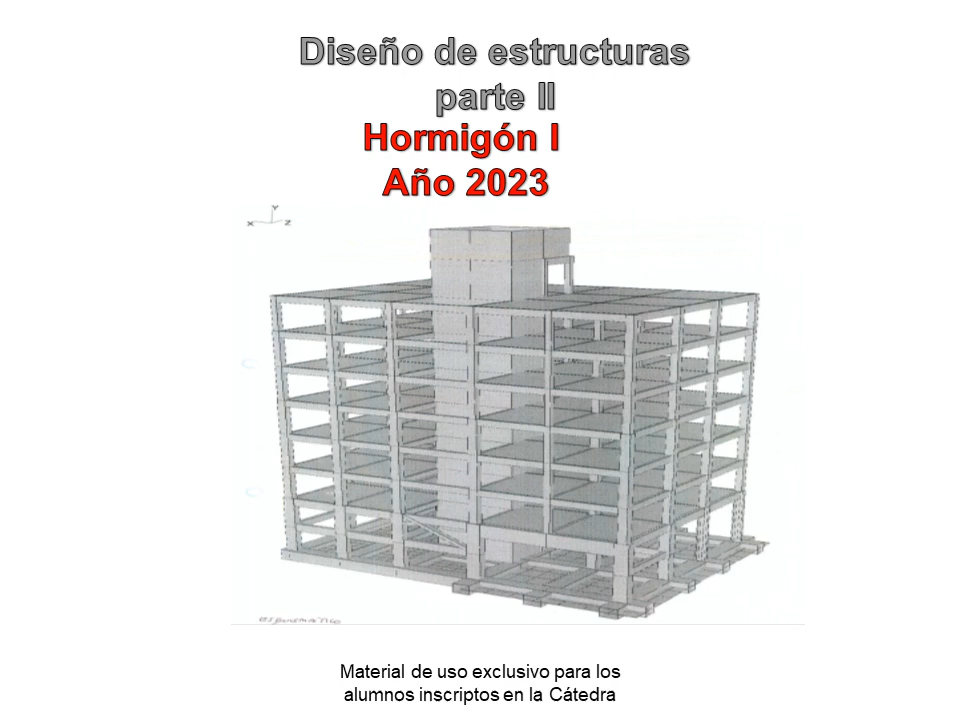 Diseño de estructuras
parte II
Hormigón I
Año 2023
Y
X Z
esquemático
Material de uso exclusivo para los
alumnos inscriptos en la Cátedra